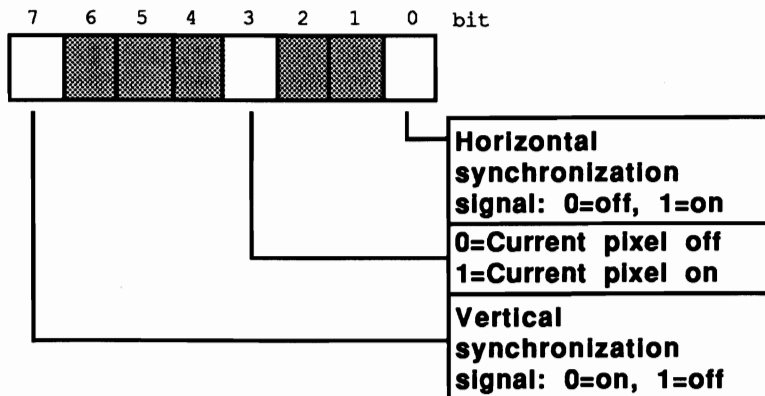 7 6 5 4 3 2 1 0 bit
Horizontal
synchronization
signal: 0=off, 1=on
0=Current pixel off
1=Current pixel on
Vertical
synchronization
signal: 0=on, 1=off